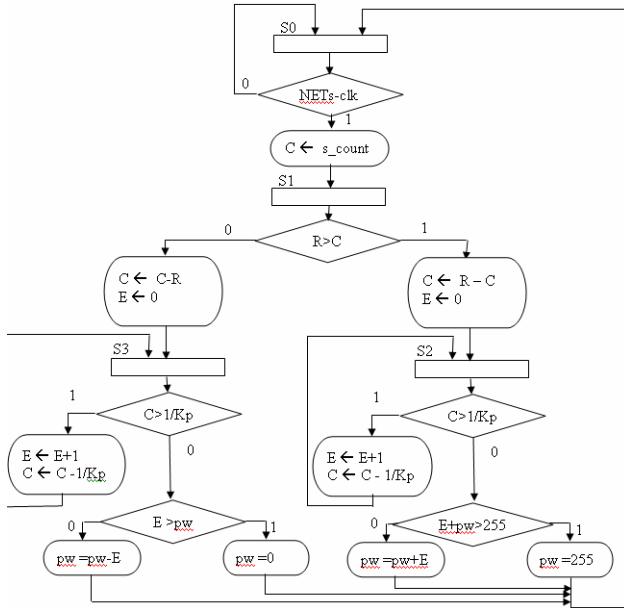 S0
0
NETs-clk
1
C ← s_count
S1
0
R>C
1
C ← C-R
E ← 0
C ← R – C
E ← 0
S3
S2
1
C>1/Kp
0
1
C>1/Kp
0
E ← E+1
C ← C -1/Kp
E ← E+1
C ← C - 1/Kp
0
E >pw
1
0
E+pw>255
1
pw =pw-E
pw =0
pw =pw+E
pw =255